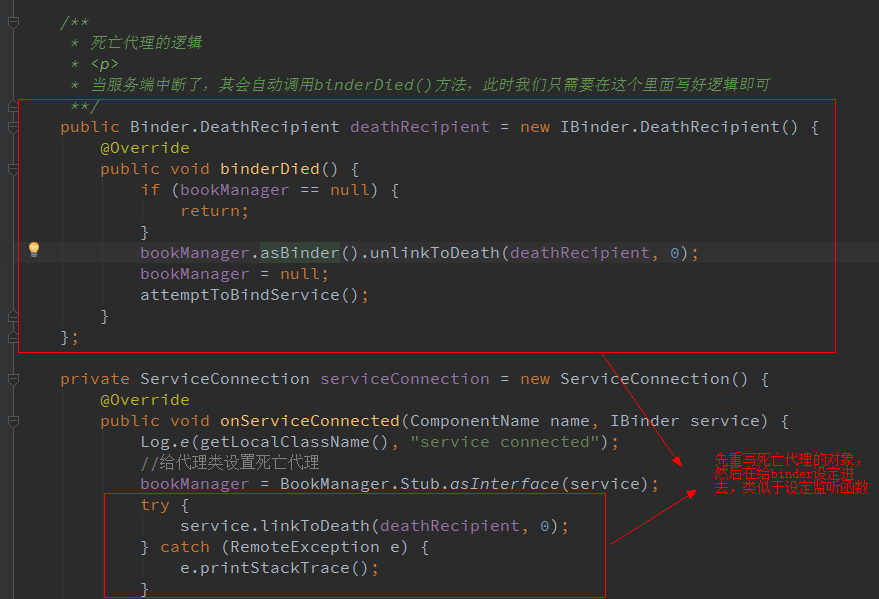 /**
* 死亡代理的逻辑
* <p>
* 当服务端中断了，其会自动调用binderDied()方法，此时我们只需要在这个里面写好逻辑即可
**/
public Binder.DeathRecipient deathRecipient = new IBinder.DeathRecipient() {
@Override
public void binderDied() {
if (bookManager == null) {
return;
}
bookManager.asBinder().unlinkToDeath(deathRecipient, 0);
bookManager = null;
attemptToBindService();
}
};
private ServiceConnection serviceConnection = new ServiceConnection() {
@Override
public void onServiceConnected(ComponentName name, IBinder service) {
Log.e(getLocalClassName(), "service connected");
//给代理类设置死亡代理
bookManager = BookManager.Stub.asInterface(service);
try {
service.linkToDeath(deathRecipient, 0);
} catch (RemoteException e) {
e.printStackTrace();
}
先重写死亡代理的对象，
然后在给binder设定进
去，类似于设定监听函数